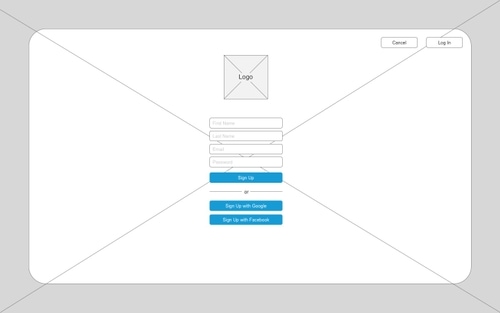 Cancel
Log In
Logo
First Name
Last Name
Email
Password
Sign Up
or
Sign Up with Google
Sign Up with Facebook